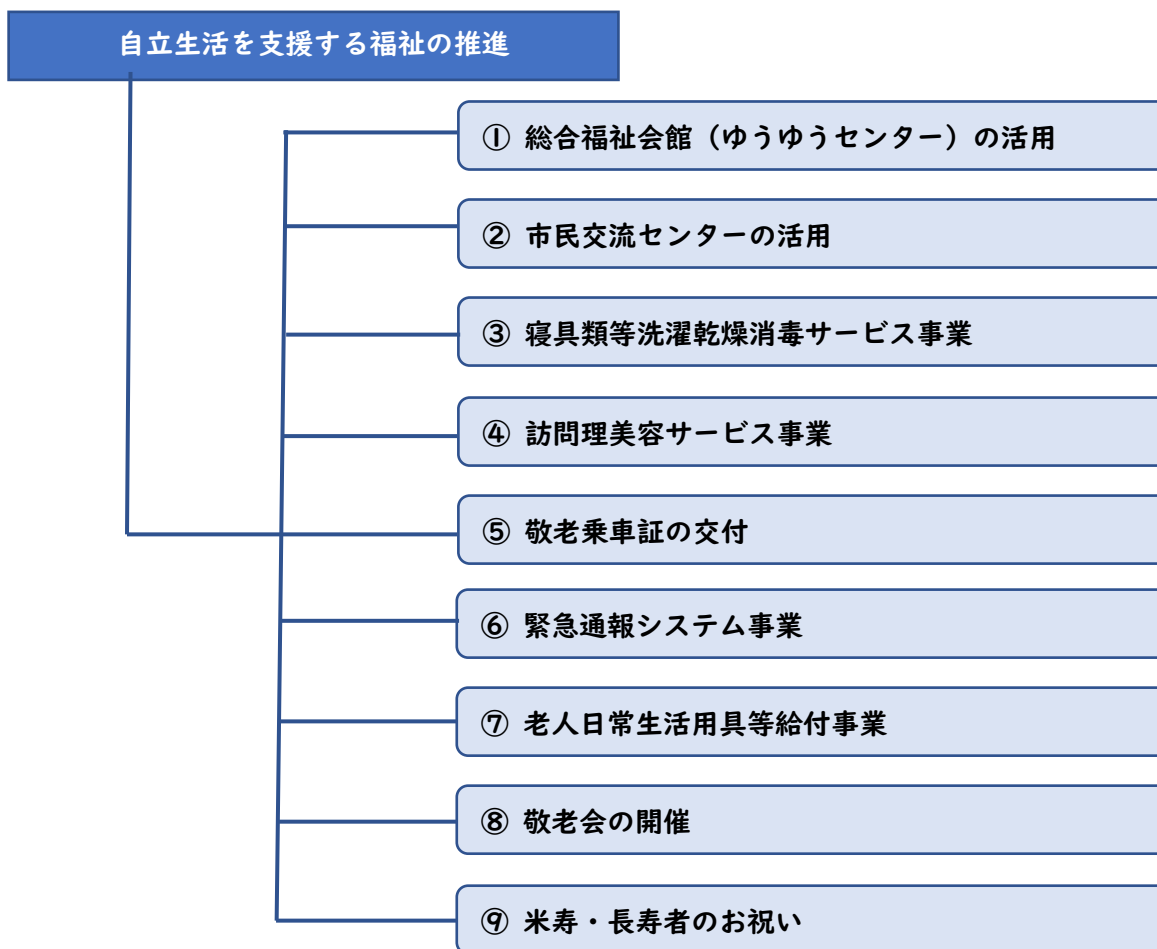 自立生活を支援する福祉の推進
① 総合福祉会館（ゆうゆうセンター）の活用
② 市民交流センターの活用
③ 寝具類等洗濯乾燥消毒サービス事業
④ 訪問理美容サービス事業
⑤ 敬老乗車証の交付
⑥ 緊急通報システム事業
⑦ 老人日常生活用具等給付事業
⑧ 敬老会の開催
⑨ 米寿・長寿者のお祝い